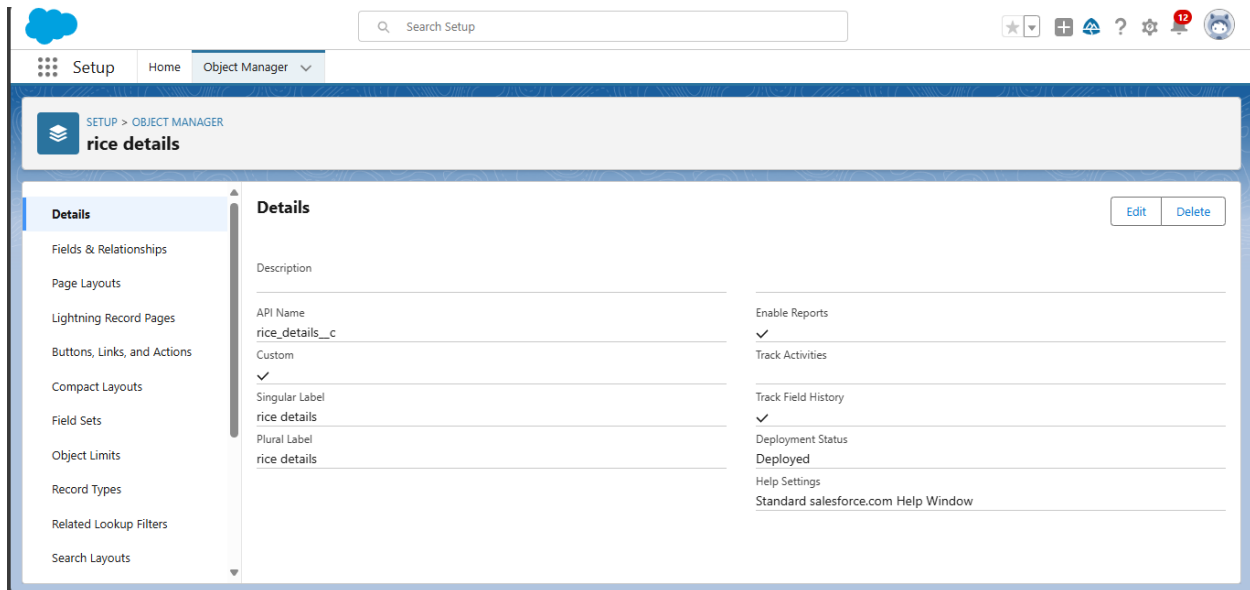 Search Setup
12
Setup
Home
Object Manager
SETUP > OBJECT MANAGER
rice details
Details
Fields & Relationships
Page Layouts
Lightning Record Pages
Buttons, Links, and Actions
Compact Layouts
Field Sets
Object Limits
Record Types
Related Lookup Filters
Search Layouts
Details
Edit
Delete
Description
API Name
rice_details__c
Custom
Singular Label
rice details
Plural Label
rice details
Enable Reports
Track Activities
Track Field History
Deployment Status
Deployed
Help Settings
Standard salesforce.com Help Window